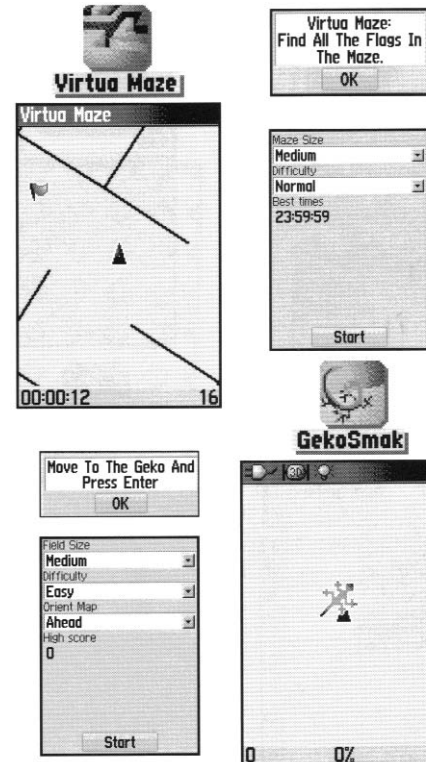 Virtua Maze
Virtua Maze
00:00:12 16
Virtua Maze:
Find All The Flags In
The Maze.
OK
Maze Size
Medium
Difficulty
Normal
Best times
23:59:59
Start
GekoSmak
Move To The Geko And
Press Enter
OK
Field Size
Medium
Difficulty
Easy
Orient Map
Ahead
High score
0
Start
3D
0 0%